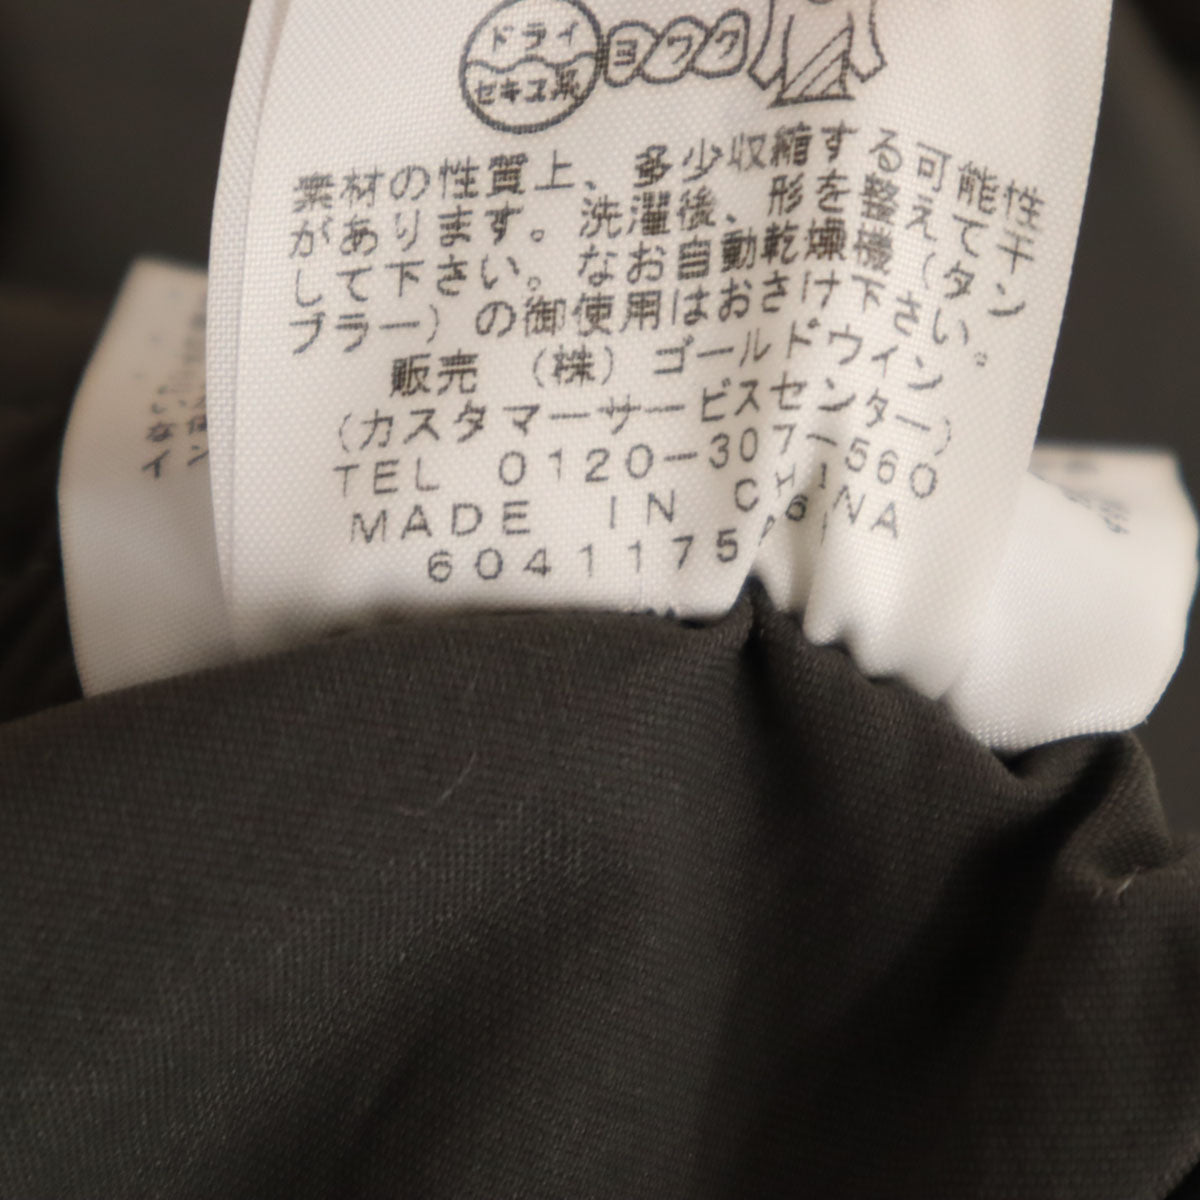 ドライ
セキユ系
ヨワク
素材の性質上、多少収縮する可能性
があります。洗濯後、形を整えて干
して下さい。なお自動乾燥機(タン
ブラー)の御使用はおさけ下さい。
販売 (株)ゴールドウイン
(カスタマーサービスセンター)
TEL 0120-307-560
MADE IN CHINA
6041175